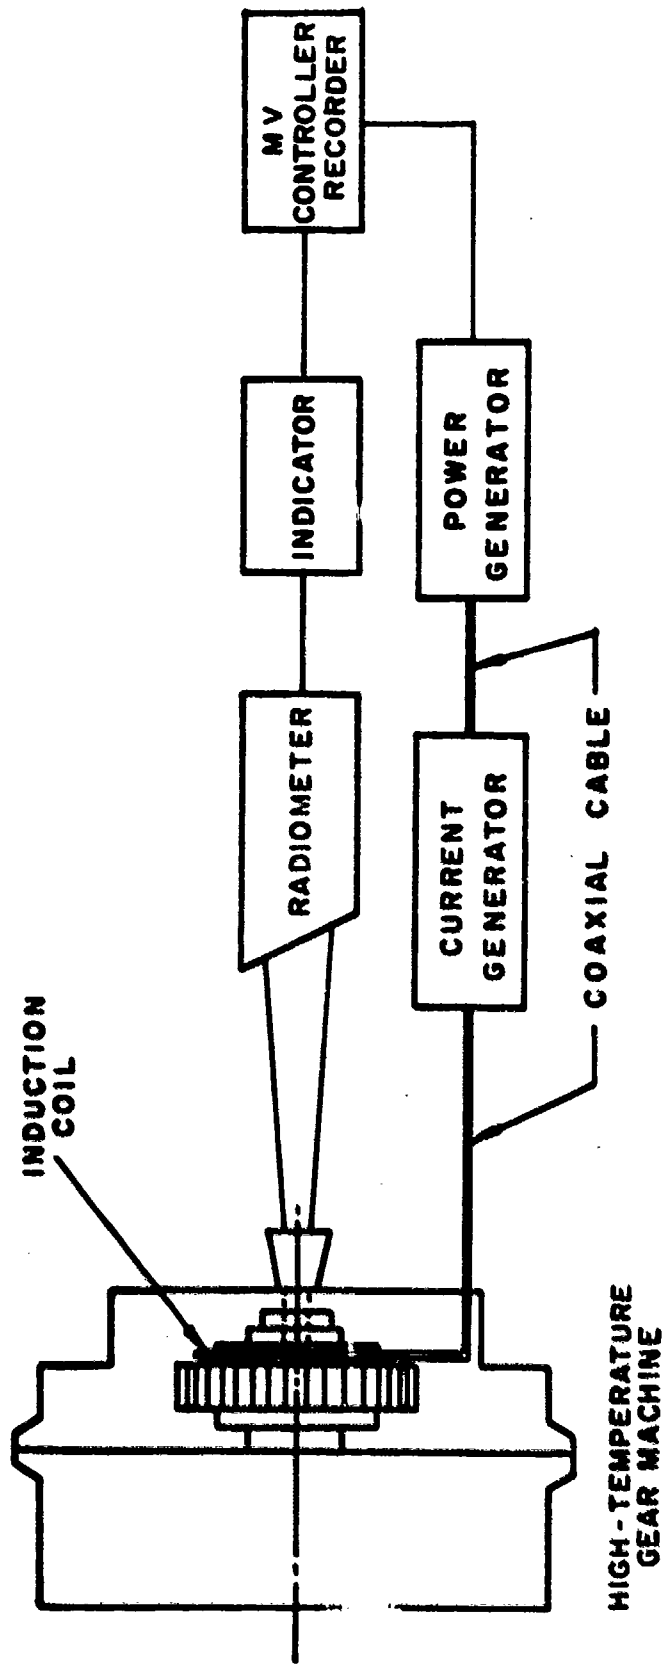 INDUCTION
COIL
RADIOMETER
INDICATOR
MV
CONTROLLER
RECORDER
CURRENT
GENERATOR
POWER
GENERATOR
COAXIAL CABLE
HIGH-TEMPERATURE
GEAR MACHINE